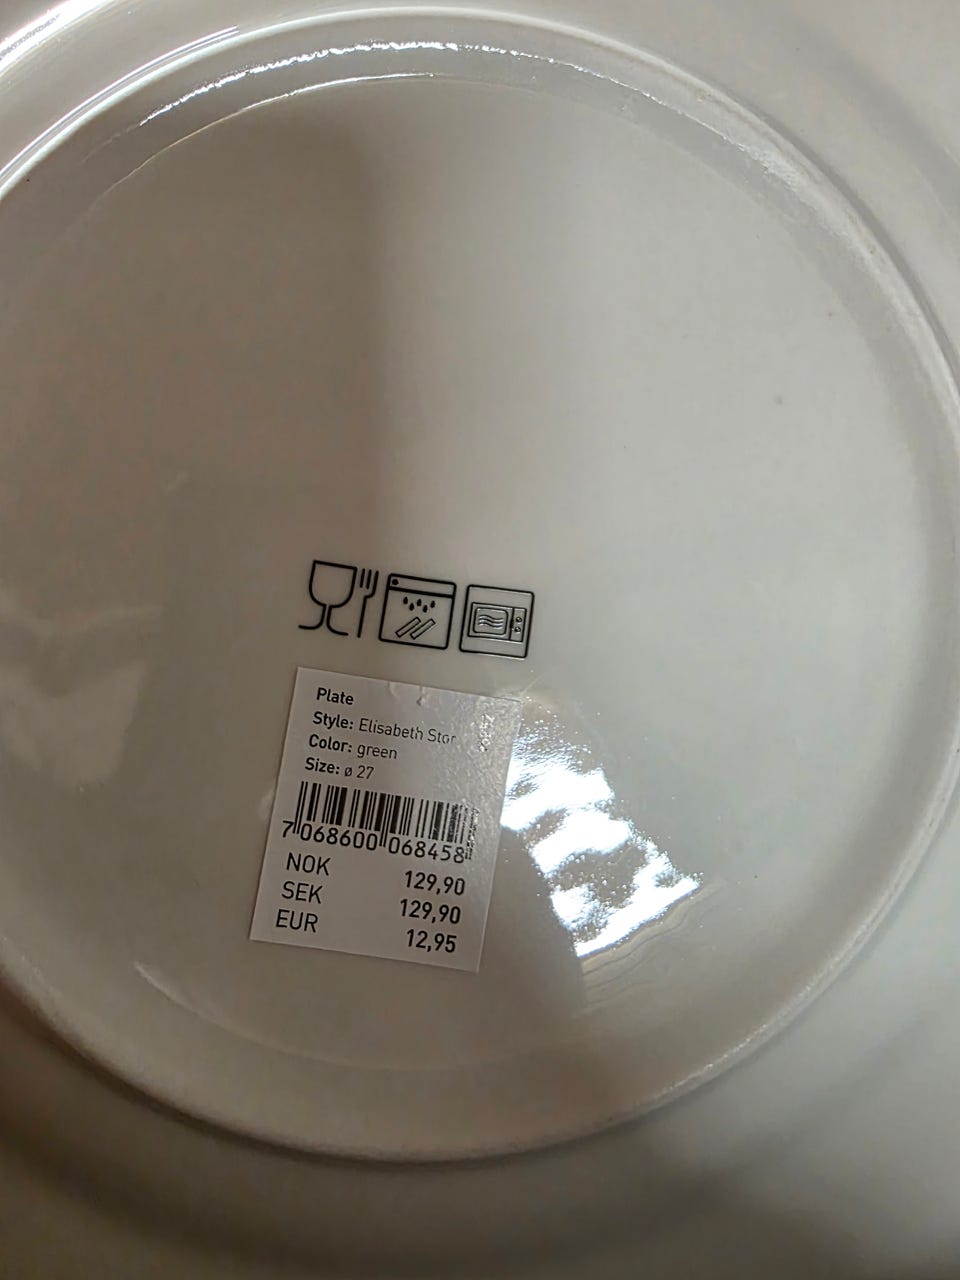 Plate
Style: Elisabeth Stor
Color: green
Size: ø 27
7 068600 068458
NOK 129,90
SEK 129,90
EUR 12,95